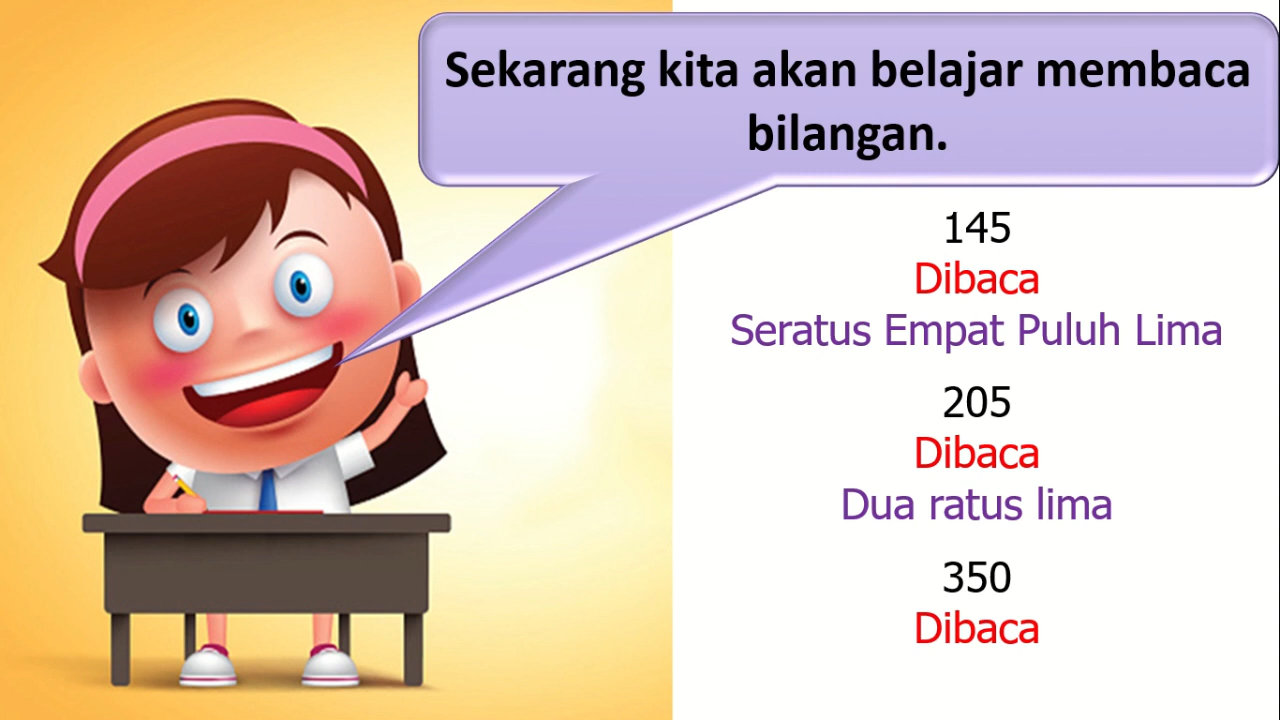 Sekarang kita akan belajar membaca
bilangan.
145
Dibaca
Seratus Empat Puluh Lima
205
Dibaca
Dua ratus lima
350
Dibaca